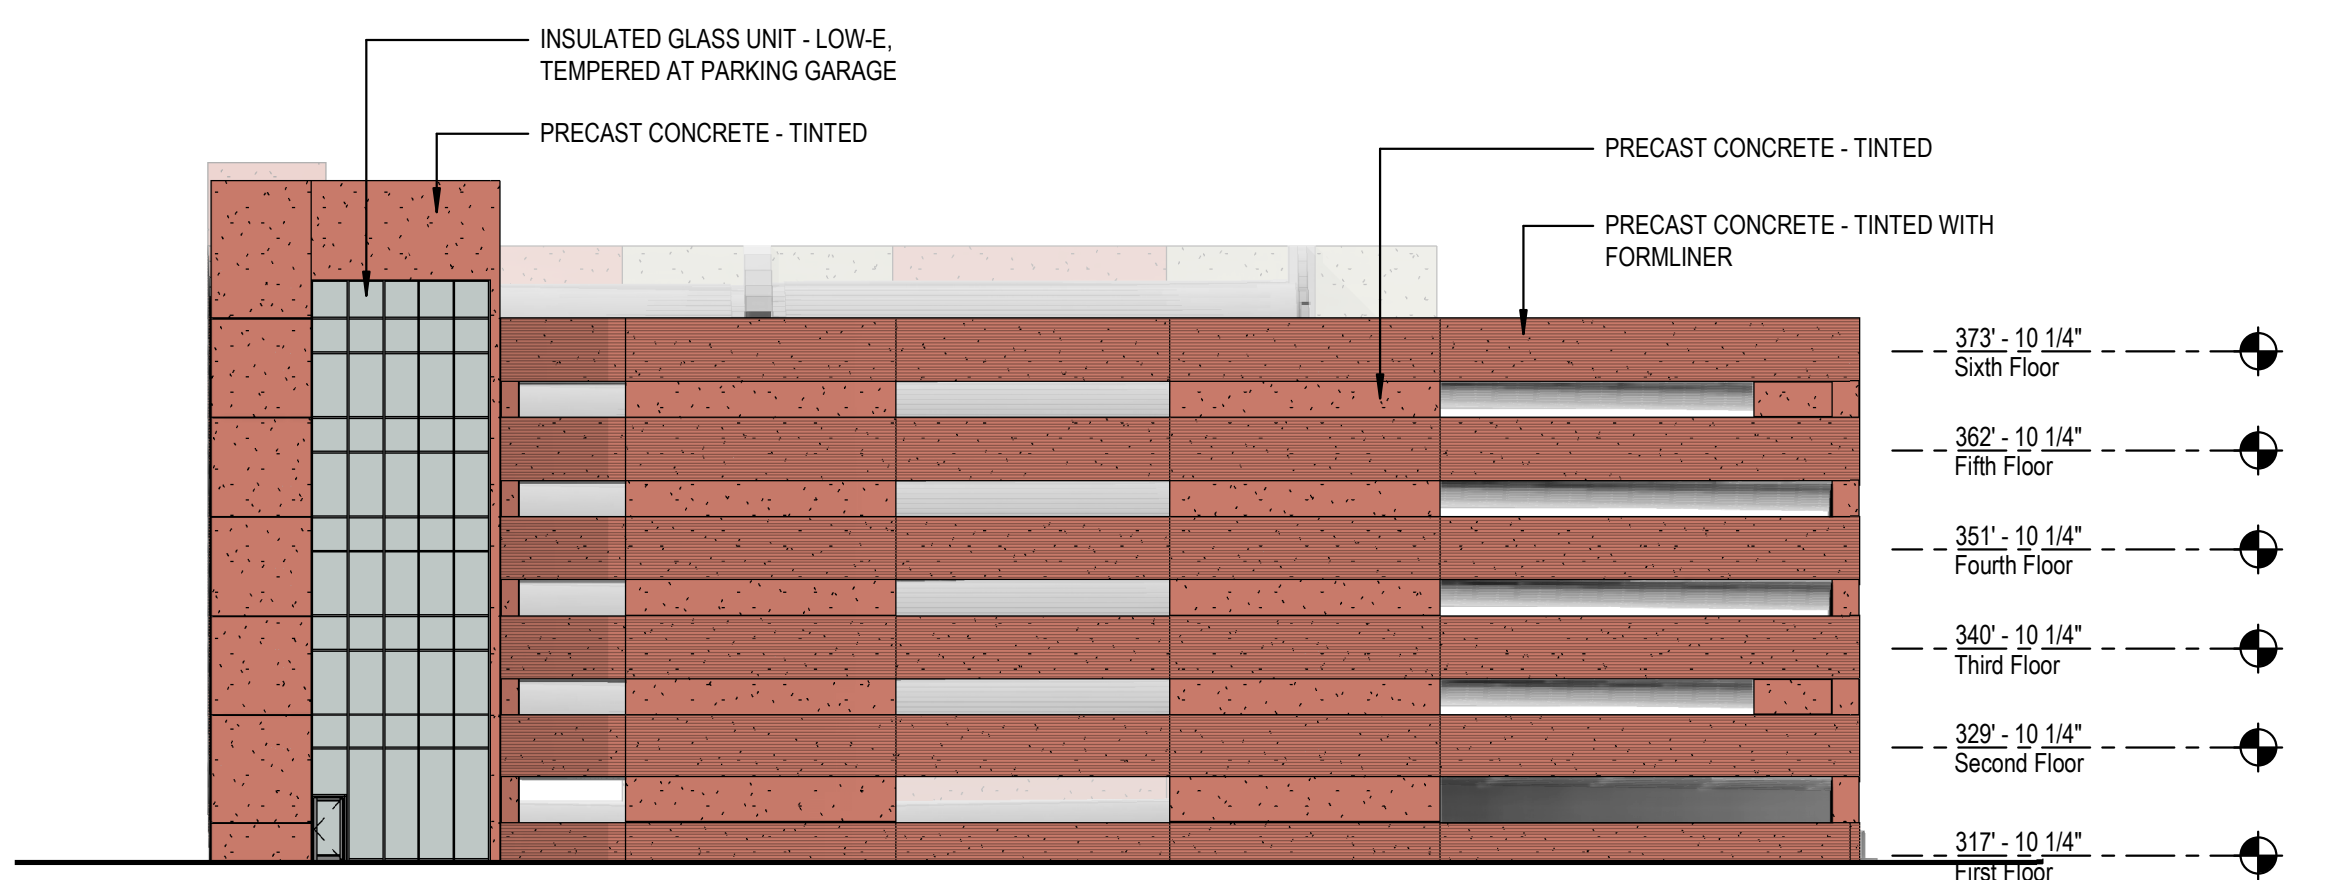 INSULATED GLASS UNIT - LOW-E,
TEMPERED AT PARKING GARAGE
PRECAST CONCRETE - TINTED
PRECAST CONCRETE - TINTED
PRECAST CONCRETE - TINTED WITH
FORMLINER
373' - 10 1/4"
Sixth Floor
362' - 10 1/4"
Fifth Floor
351' - 10 1/4"
Fourth Floor
340' - 10 1/4"
Third Floor
329' - 10 1/4"
Second Floor
317' - 10 1/4"
First Floor